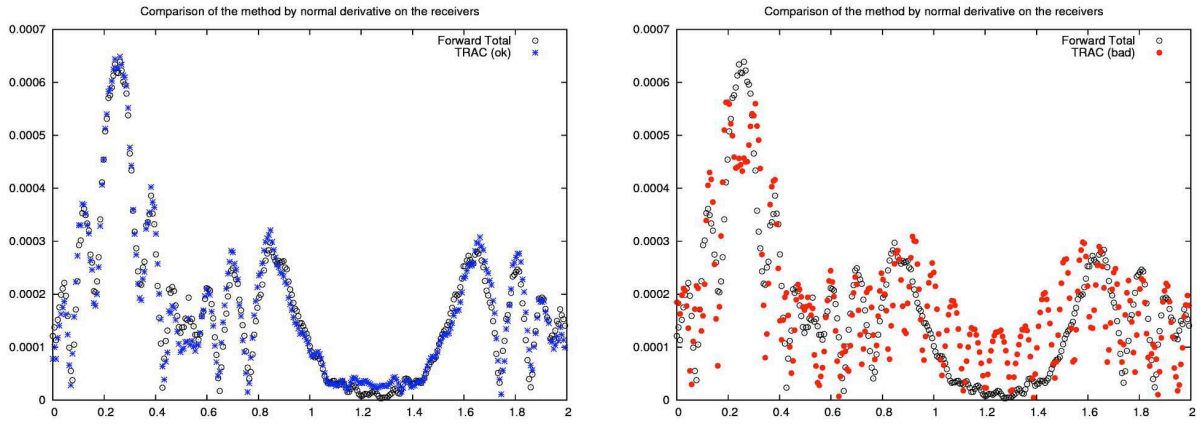 Comparison of the method by normal derivative on the receivers
0.0007
0.0006
0.0005
0.0004
0.0003
0.0002
0.0001
0
0 0.2 0.4 0.6 0.8 1 1.2 1.4 1.6 1.8 2
Forward Total
TRAC (ok)
Comparison of the method by normal derivative on the receivers
0.0007
0.0006
0.0005
0.0004
0.0003
0.0002
0.0001
0
0 0.2 0.4 0.6 0.8 1 1.2 1.4 1.6 1.8 2
Forward Total
TRAC (bad)